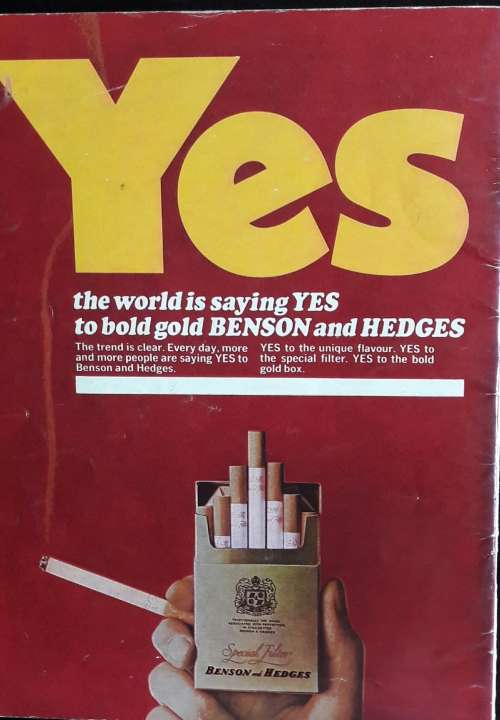 Yes
the world is saying YES
to bold gold BENSON and HEDGES
The trend is clear. Every day, more
and more people are saying YES to
Benson and Hedges.
YES to the unique flavour. YES to
the special filter. YES to the bold
gold box.
Special Filter
BENSON and HEDGES